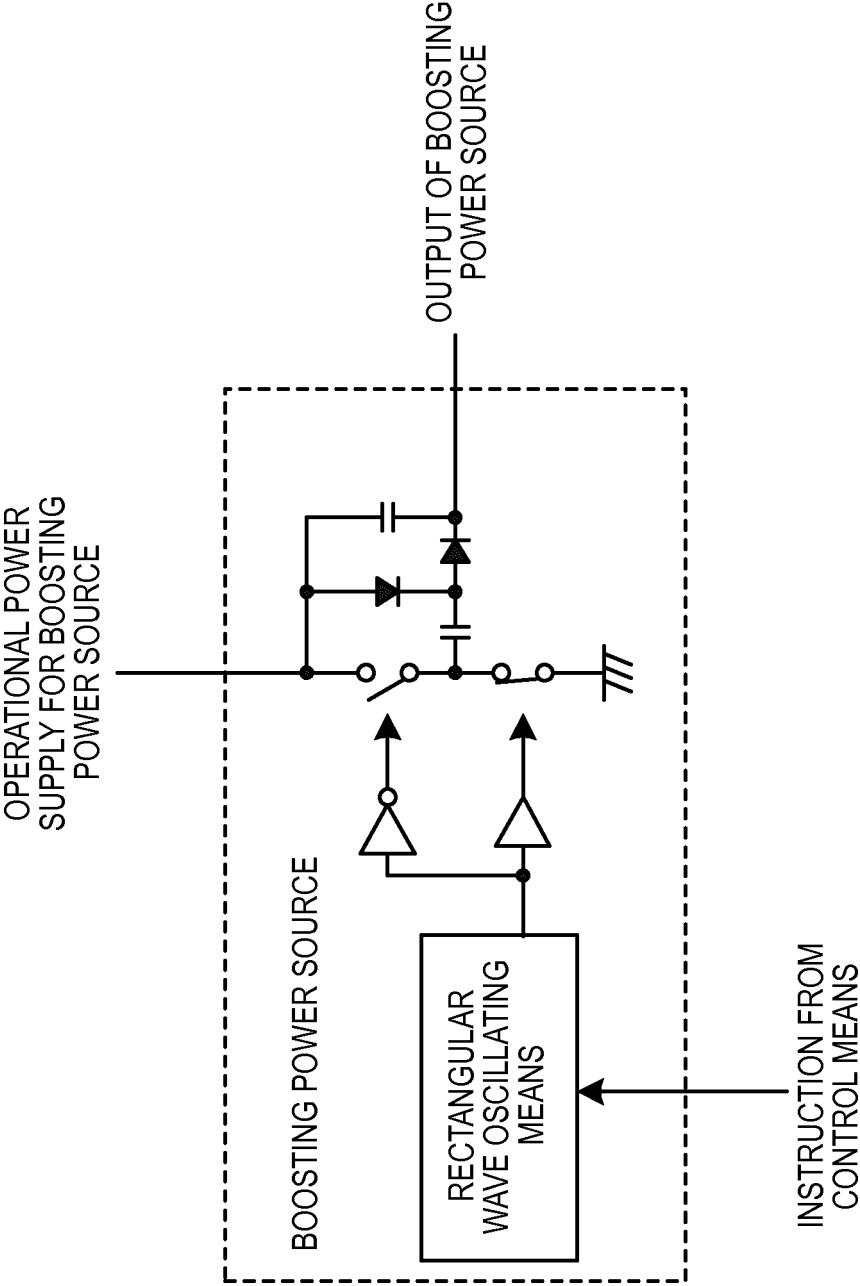 OPERATIONAL POWER
SUPPLY FOR BOOSTING
POWER SOURCE
OUTPUT OF BOOSTING
POWER SOURCE
BOOSTING POWER SOURCE
RECTANGULAR
WAVE OSCILLATING
MEANS
INSTRUCTION FROM
CONTROL MEANS